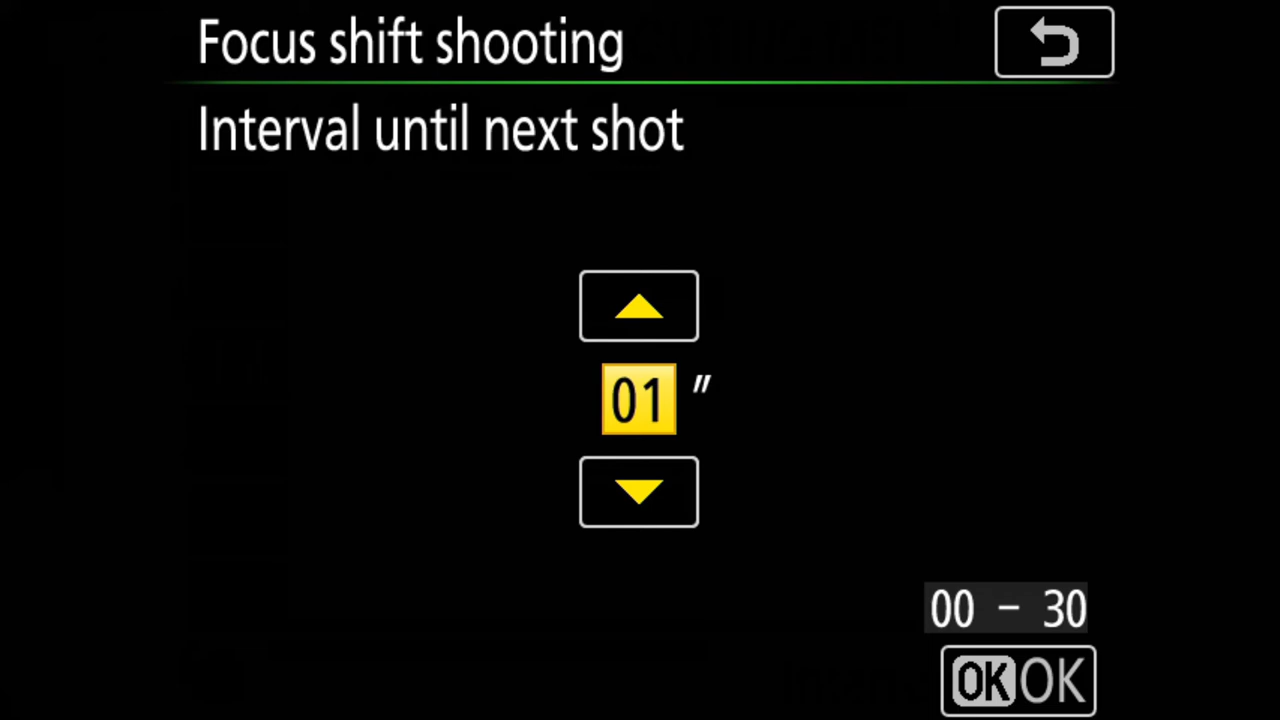 Focus shift shooting
Interval until next shot
01 ″
00 – 30
OK OK